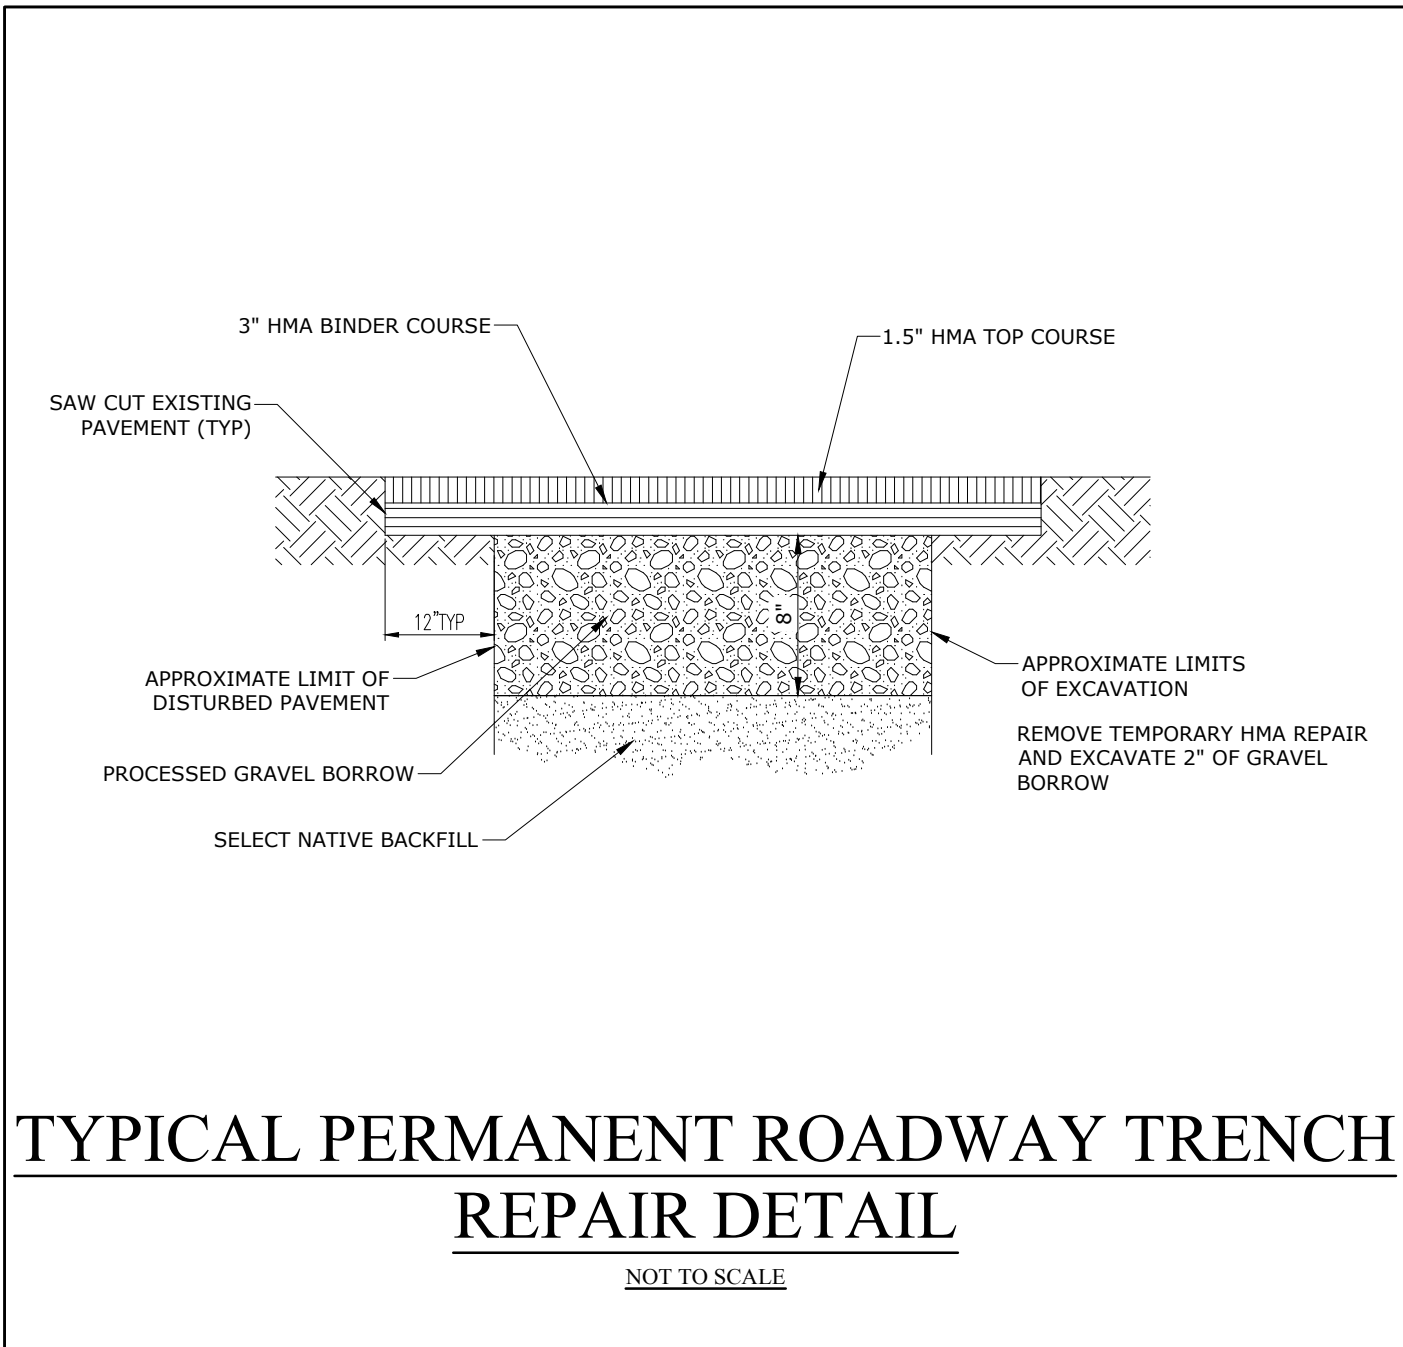 3" HMA BINDER COURSE
1.5" HMA TOP COURSE
SAW CUT EXISTING
PAVEMENT (TYP)
12"TYP
8"
APPROXIMATE LIMIT OF
DISTURBED PAVEMENT
APPROXIMATE LIMITS
OF EXCAVATION
REMOVE TEMPORARY HMA REPAIR
AND EXCAVATE 2" OF GRAVEL
BORROW
PROCESSED GRAVEL BORROW
SELECT NATIVE BACKFILL
TYPICAL PERMANENT ROADWAY TRENCH
REPAIR DETAIL
NOT TO SCALE